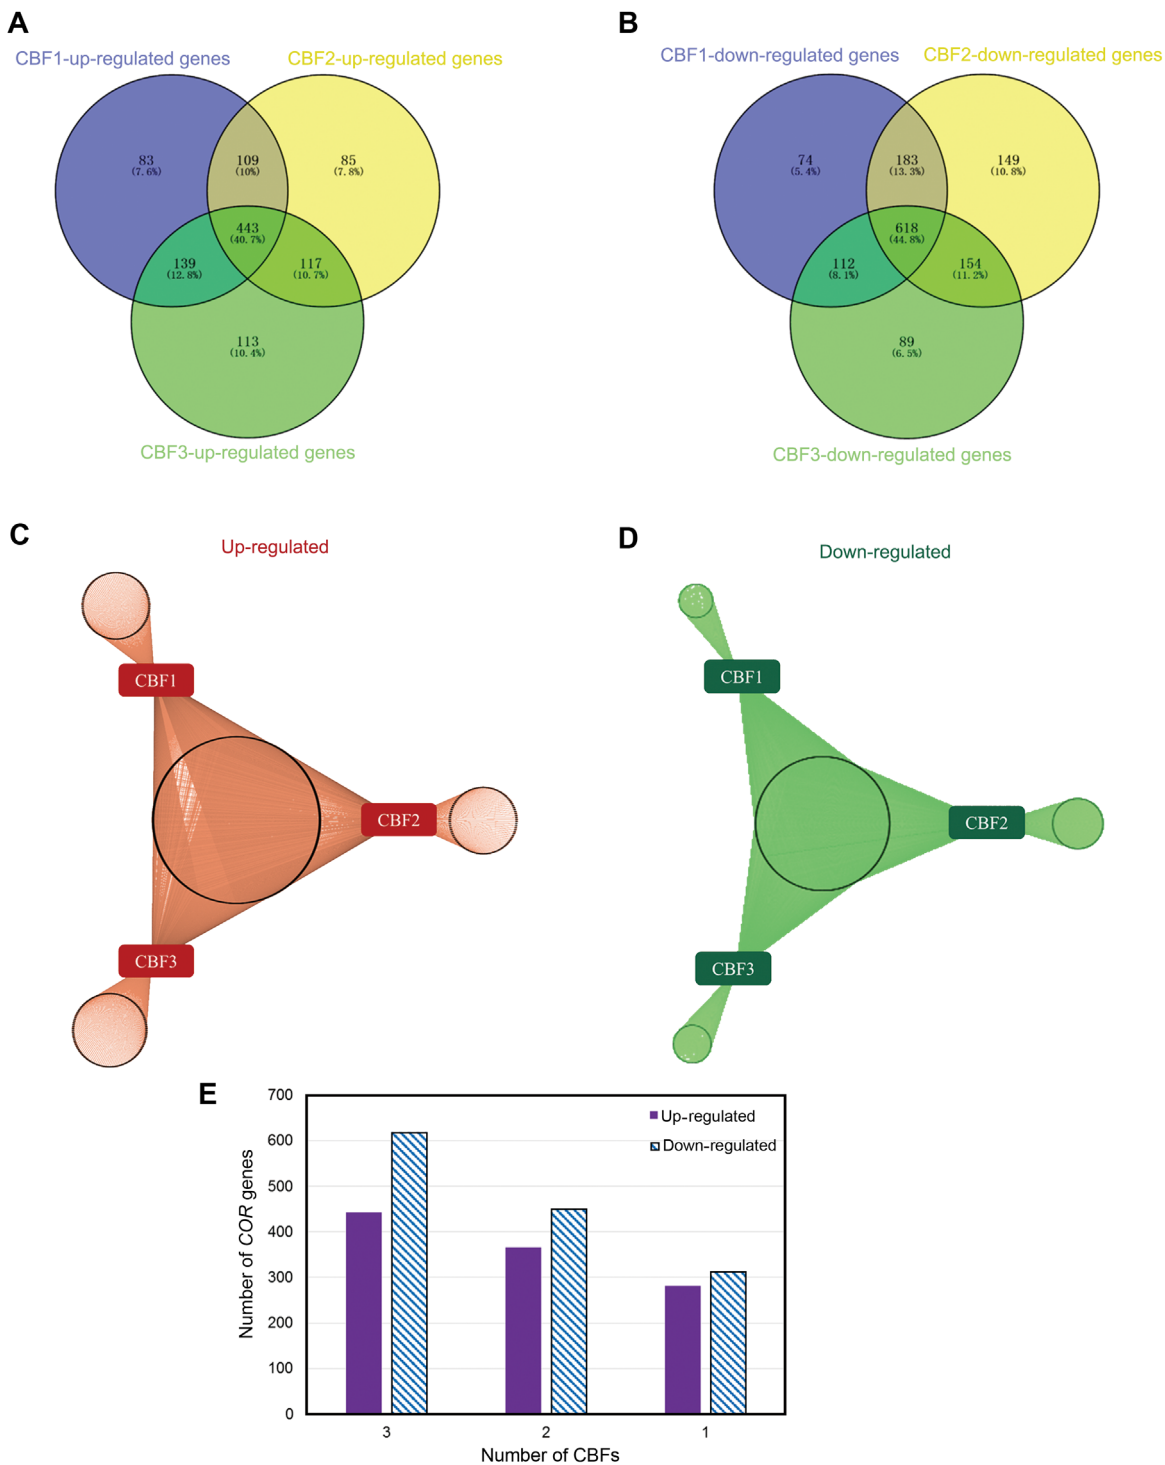 A
B
CBF1-up-regulated genes
CBF2-up-regulated genes
CBF1-down-regulated genes
CBF2-down-regulated genes
83
(7.6%)
109
(10%)
85
(7.8%)
443
(40.7%)
139
(12.8%)
117
(10.7%)
113
(10.4%)
CBF3-up-regulated genes
74
(5.4%)
183
(13.3%)
149
(10.8%)
618
(44.8%)
112
(8.1%)
154
(11.2%)
89
(6.5%)
CBF3-down-regulated genes
C
Up-regulated
CBF1
CBF2
CBF3
D
Down-regulated
CBF1
CBF2
CBF3
E
Number of COR genes
700
600
500
400
300
200
100
0
Up-regulated
Down-regulated
3
2
1
Number of CBFs